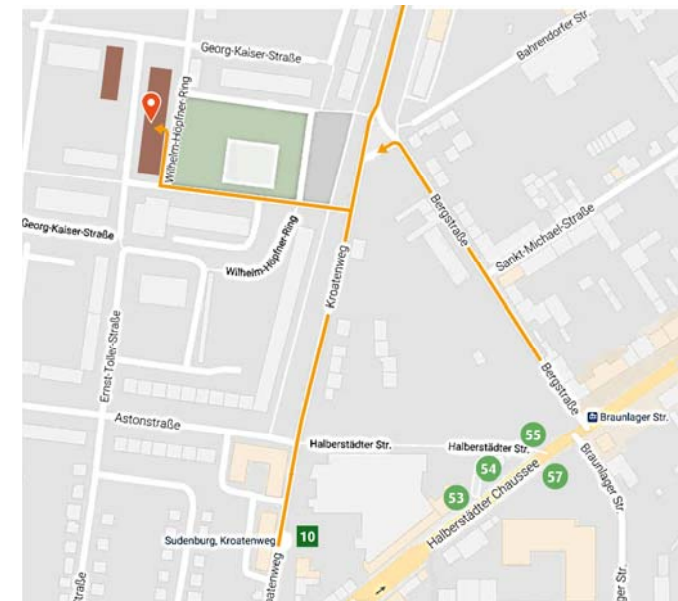 Georg-Kaiser-Straße
Bahrendorfer Str.
Wilhelm-Höpfner-Ring
Bergstraße
Sankt-Michael-Straße
Georg-Kaiser-Straße
Wilhelm-Höpfner-Ring
Kroatenweg
Ernst-Toller-Straße
Bergstraße
Astonstraße
Braunlager Str.
Halberstädter Str.
Halberstädter Str.
55
54
57
53
Halberstädter Chaussee
Braunlager Str.
Sudenburg, Kroatenweg
10